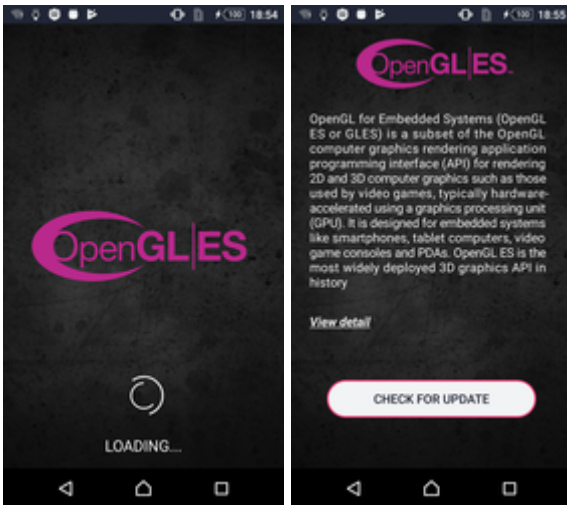 100 18:54
OpenGL|ES
LOADING....
100 18:55
OpenGL|ES™
OpenGL for Embedded Systems (OpenGL
ES or GLES) is a subset of the OpenGL
computer graphics rendering application
programming interface (API) for rendering
2D and 3D computer graphics such as those
used by video games, typically hardware-
accelerated using a graphics processing unit
(GPU). It is designed for embedded systems
like smartphones, tablet computers, video
game consoles and PDAs. OpenGL ES is the
most widely deployed 3D graphics API in
history
View detail
CHECK FOR UPDATE